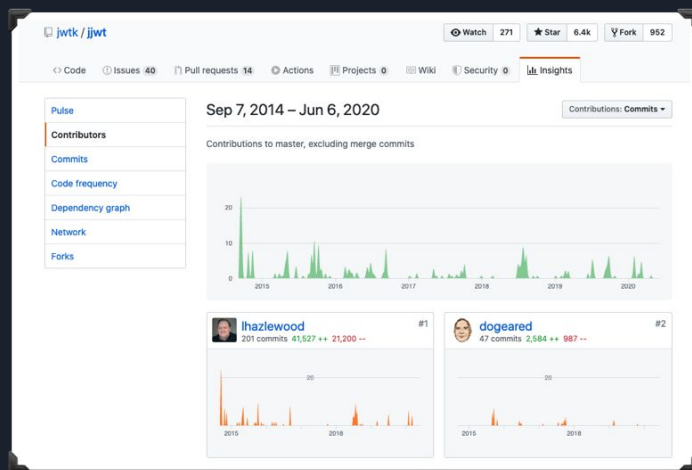 jwtk / jjwt
Watch 271 Star 6.4k Fork 952
Code Issues 40 Pull requests 14 Actions Projects 0 Wiki Security 0 Insights
Pulse
Contributors
Commits
Code frequency
Dependency graph
Network
Forks
Sep 7, 2014 – Jun 6, 2020
Contributions: Commits
Contributions to master, excluding merge commits
20
10
0
2015 2016 2017 2018 2019 2020
lhazlewood #1
201 commits 41,527 ++ 21,200 --
20
2015 2018
dogeared #2
47 commits 2,584 ++ 987 --
20
2015 2018